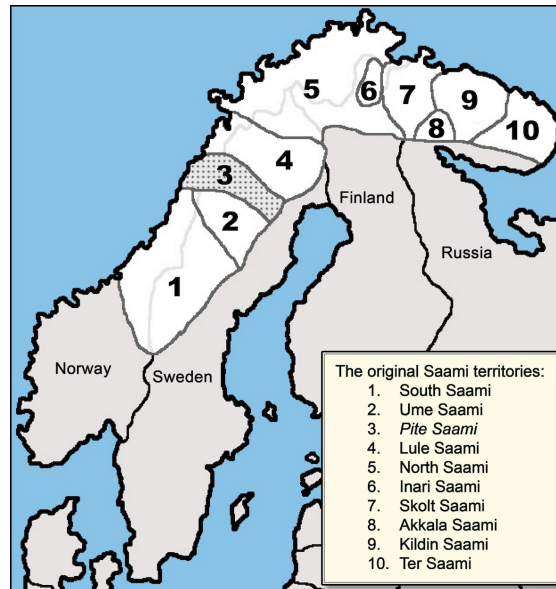 5
6
7
9
8
10
4
3
2
1
Finland
Russia
Norway
Sweden
The original Saami territories:
1. South Saami
2. Ume Saami
3. Pite Saami
4. Lule Saami
5. North Saami
6. Inari Saami
7. Skolt Saami
8. Akkala Saami
9. Kildin Saami
10. Ter Saami